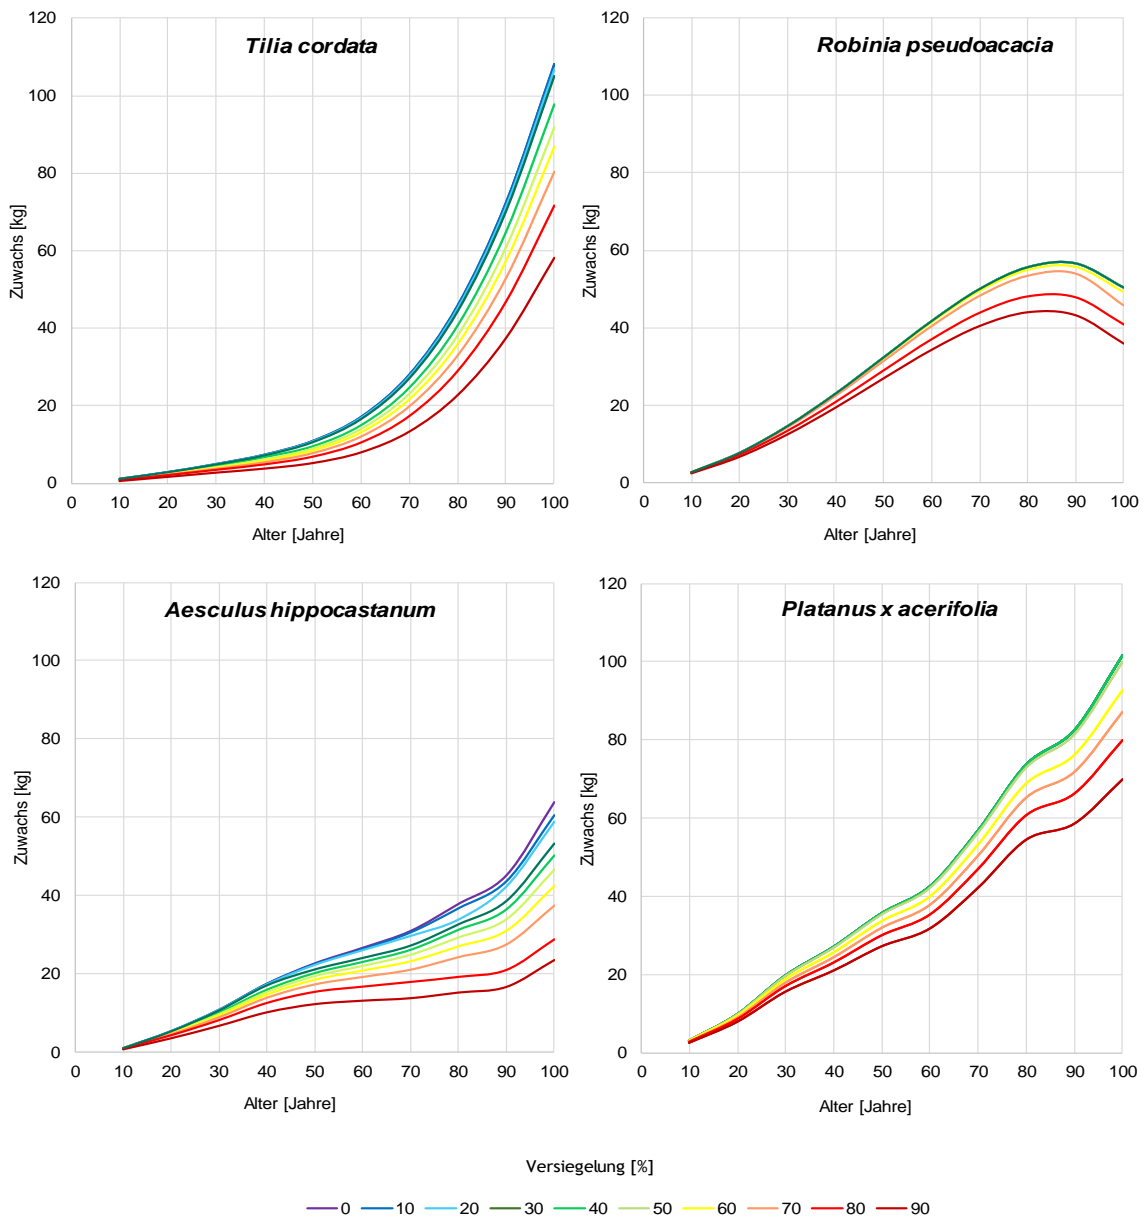 Tilia cordata
Zuwachs [kg]
120
100
80
60
40
20
0
0 10 20 30 40 50 60 70 80 90 100
Alter [Jahre]
Robinia pseudoacacia
Zuwachs [kg]
120
100
80
60
40
20
0
0 10 20 30 40 50 60 70 80 90 100
Alter [Jahre]
Aesculus hippocastanum
Zuwachs [kg]
120
100
80
60
40
20
0
0 10 20 30 40 50 60 70 80 90 100
Alter [Jahre]
Platanus x acerifolia
Zuwachs [kg]
120
100
80
60
40
20
0
0 10 20 30 40 50 60 70 80 90 100
Alter [Jahre]
Versiegelung [%]
0 10 20 30 40 50 60 70 80 90